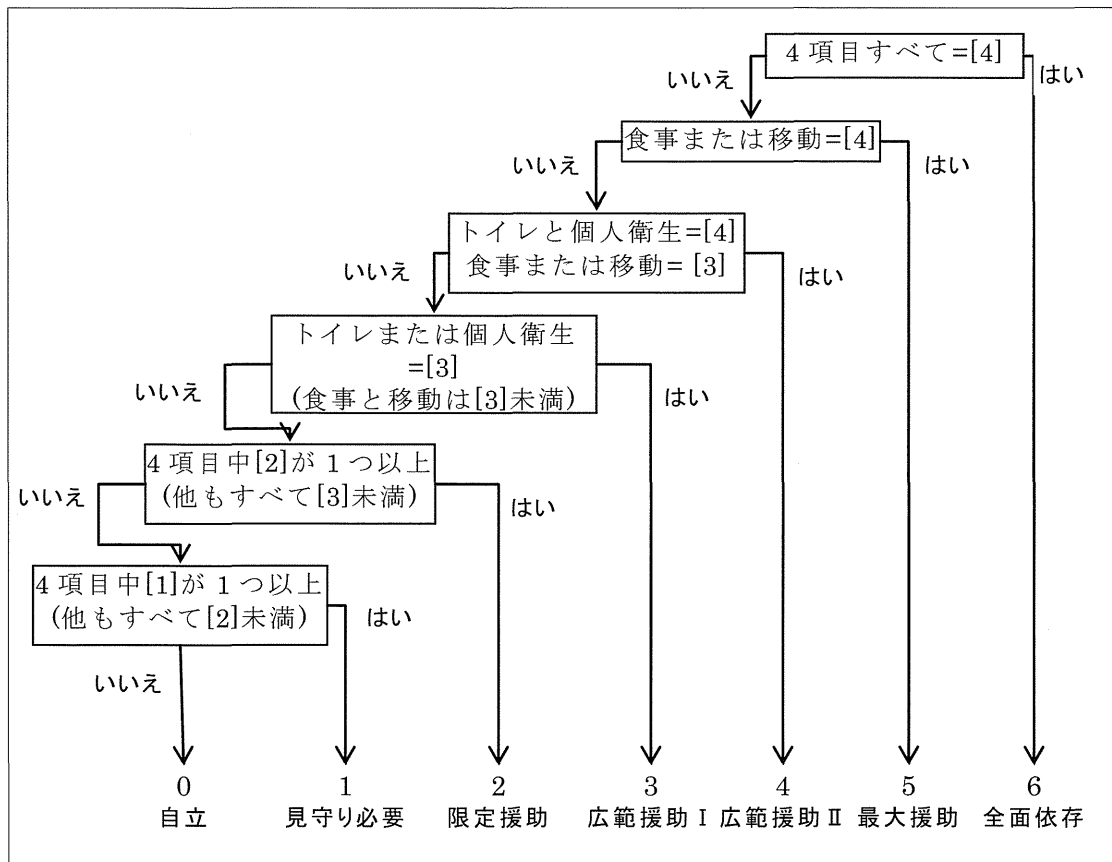 4項目すべて=[4]
いいえ
はい
食事または移動=[4]
いいえ
はい
トイレと個人衛生=[4]
食事または移動= [3]
いいえ
はい
トイレまたは個人衛生
=[3]
(食事と移動は[3]未満)
いいえ
はい
4項目中[2]が1つ以上
(他もすべて[3]未満)
いいえ
はい
4項目中[1]が1つ以上
(他もすべて[2]未満)
はい
いいえ
0 1 2 3 4 5 6
自立 見守り必要 限定援助 広範援助Ⅰ 広範援助Ⅱ 最大援助 全面依存